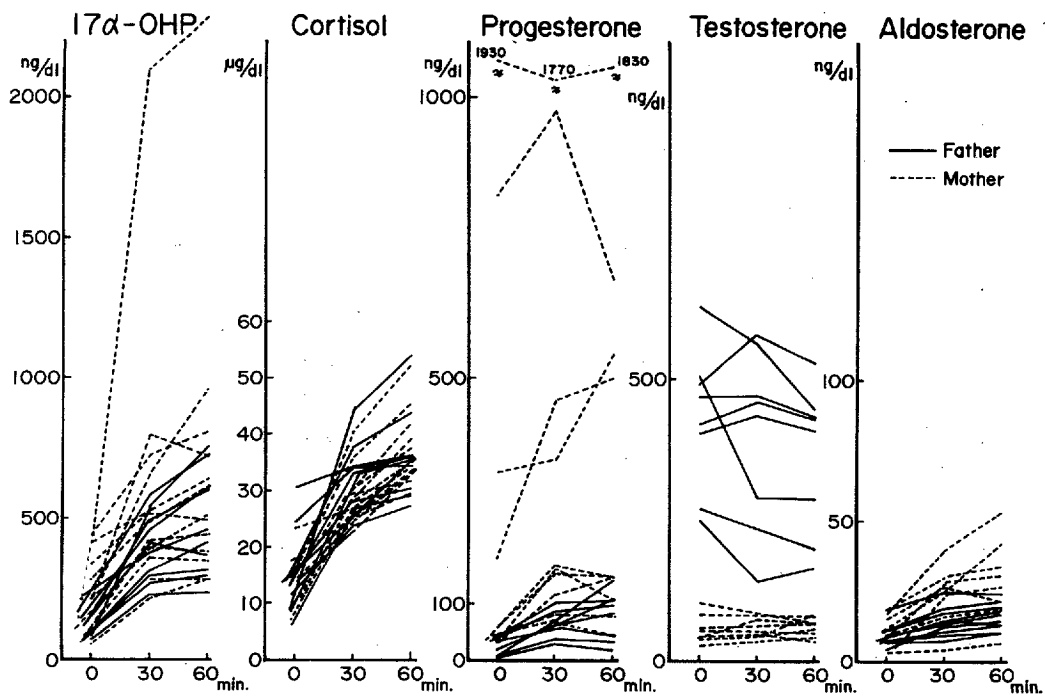 17α-OHP Cortisol Progesterone Testosterone Aldosterone
ng/dl μg/dl ng/dl 1930 1770 1830 ng/dl ng/dl
2000 1000
Father
Mother
1500
60
1000 50 500 500 100
40
30
500 50
20
10 100
0 0 0 0 0
0 30 60 0 30 60 0 30 60 0 30 60 0 30 60
min. min. min. min. min.